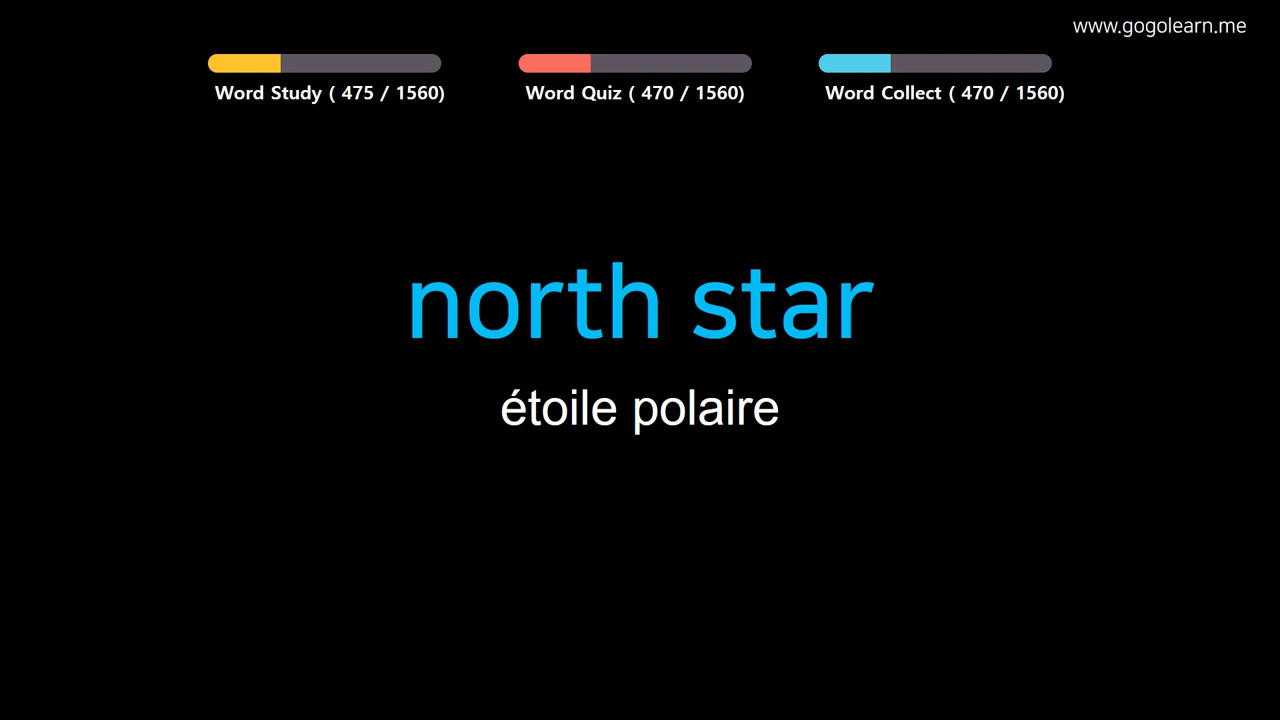 www.gogolearn.me
Word Study ( 475 / 1560)
Word Quiz ( 470 / 1560)
Word Collect ( 470 / 1560)
north star
étoile polaire